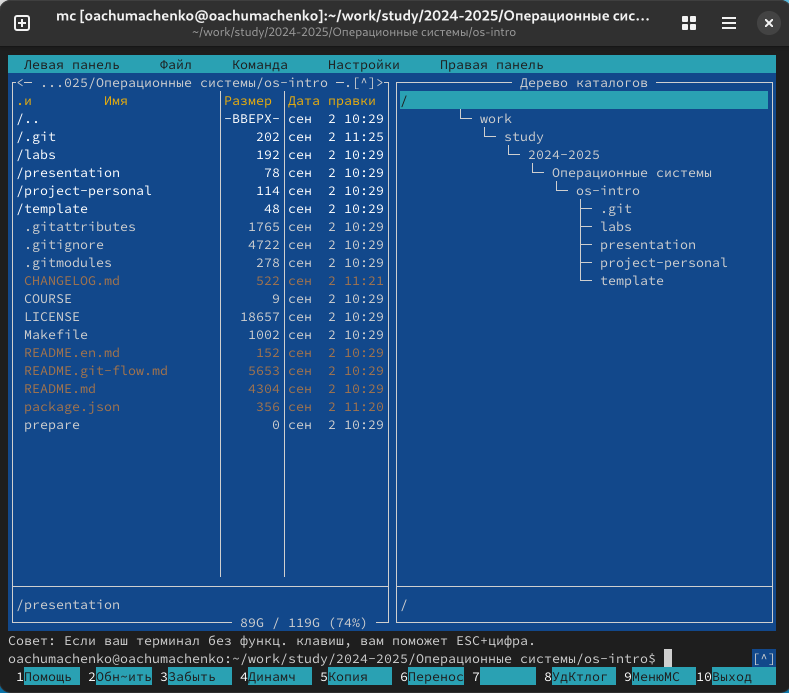 mc [oachumachenko@oachumachenko]:~/work/study/2024-2025/Операционные сис...
~/work/study/2024-2025/Операционные системы/os-intro
Левая панель Файл Команда Настройки Правая панель
<— ...025/Операционные системы/os-intro —.[^]>
.и Имя Размер Дата правки
/.. -ВВЕРХ- сен 2 10:29
/.git 202 сен 2 11:25
/labs 192 сен 2 10:29
/presentation 78 сен 2 10:29
/project-personal 114 сен 2 10:29
/template 48 сен 2 10:29
.gitattributes 1765 сен 2 10:29
.gitignore 4722 сен 2 10:29
.gitmodules 278 сен 2 10:29
CHANGELOG.md 522 сен 2 11:21
COURSE 9 сен 2 10:29
LICENSE 18657 сен 2 10:29
Makefile 1002 сен 2 10:29
README.en.md 152 сен 2 10:29
README.git-flow.md 5653 сен 2 10:29
README.md 4304 сен 2 10:29
package.json 356 сен 2 11:20
prepare 0 сен 2 10:29
/presentation
89G / 119G (74%)
Дерево каталогов
/
work
study
2024-2025
Операционные системы
os-intro
.git
labs
presentation
project-personal
template
/
Совет: Если ваш терминал без функц. клавиш, вам поможет ESC+цифра.
oachumachenko@oachumachenko:~/work/study/2024-2025/Операционные системы/os-intro$ [^]
1Помощь 2Обн~ить 3Забыть 4Динамч 5Копия 6Перенос 7 8УдКтлог 9МенюMC 10Выход